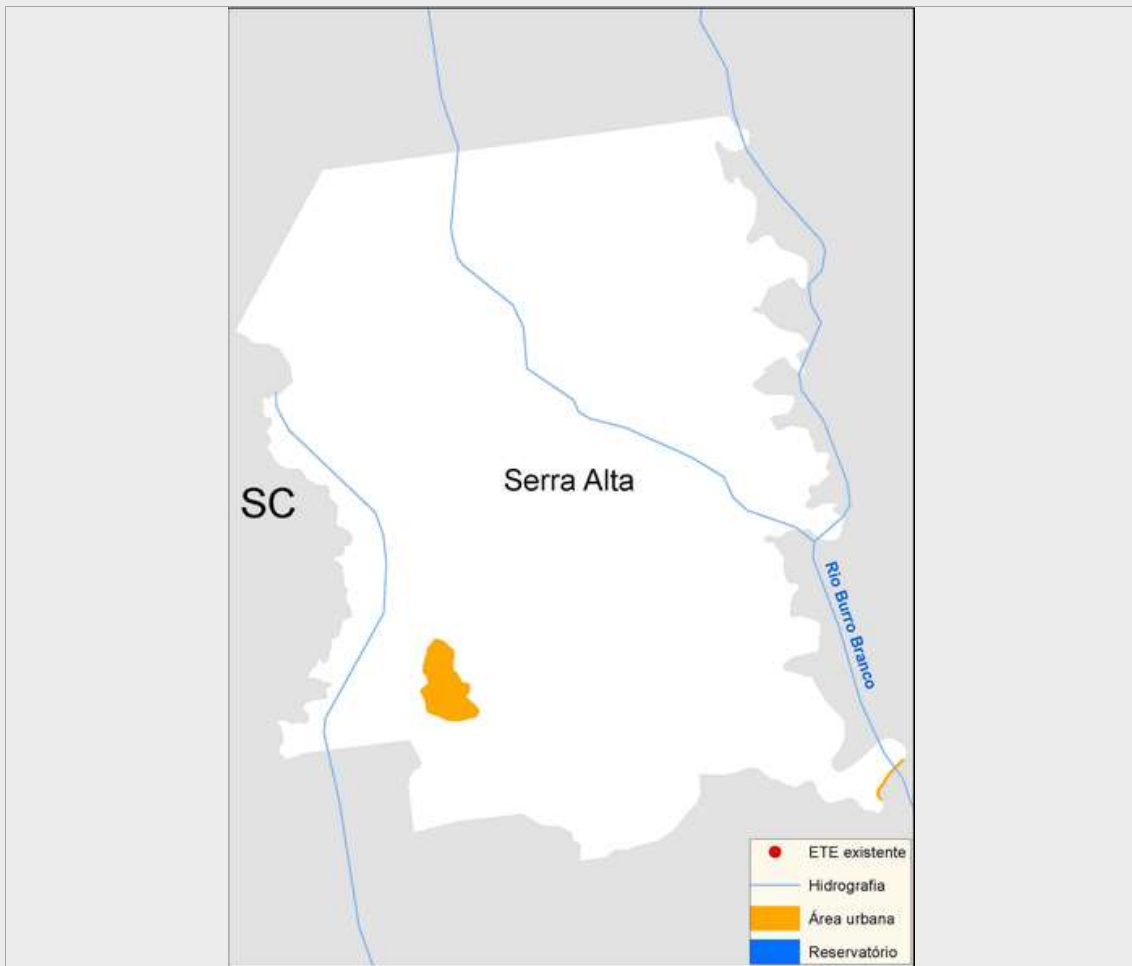 Serra Alta
SC
Rio Burro Branco
ETE existente
Hidrografia
Área urbana
Reservatório